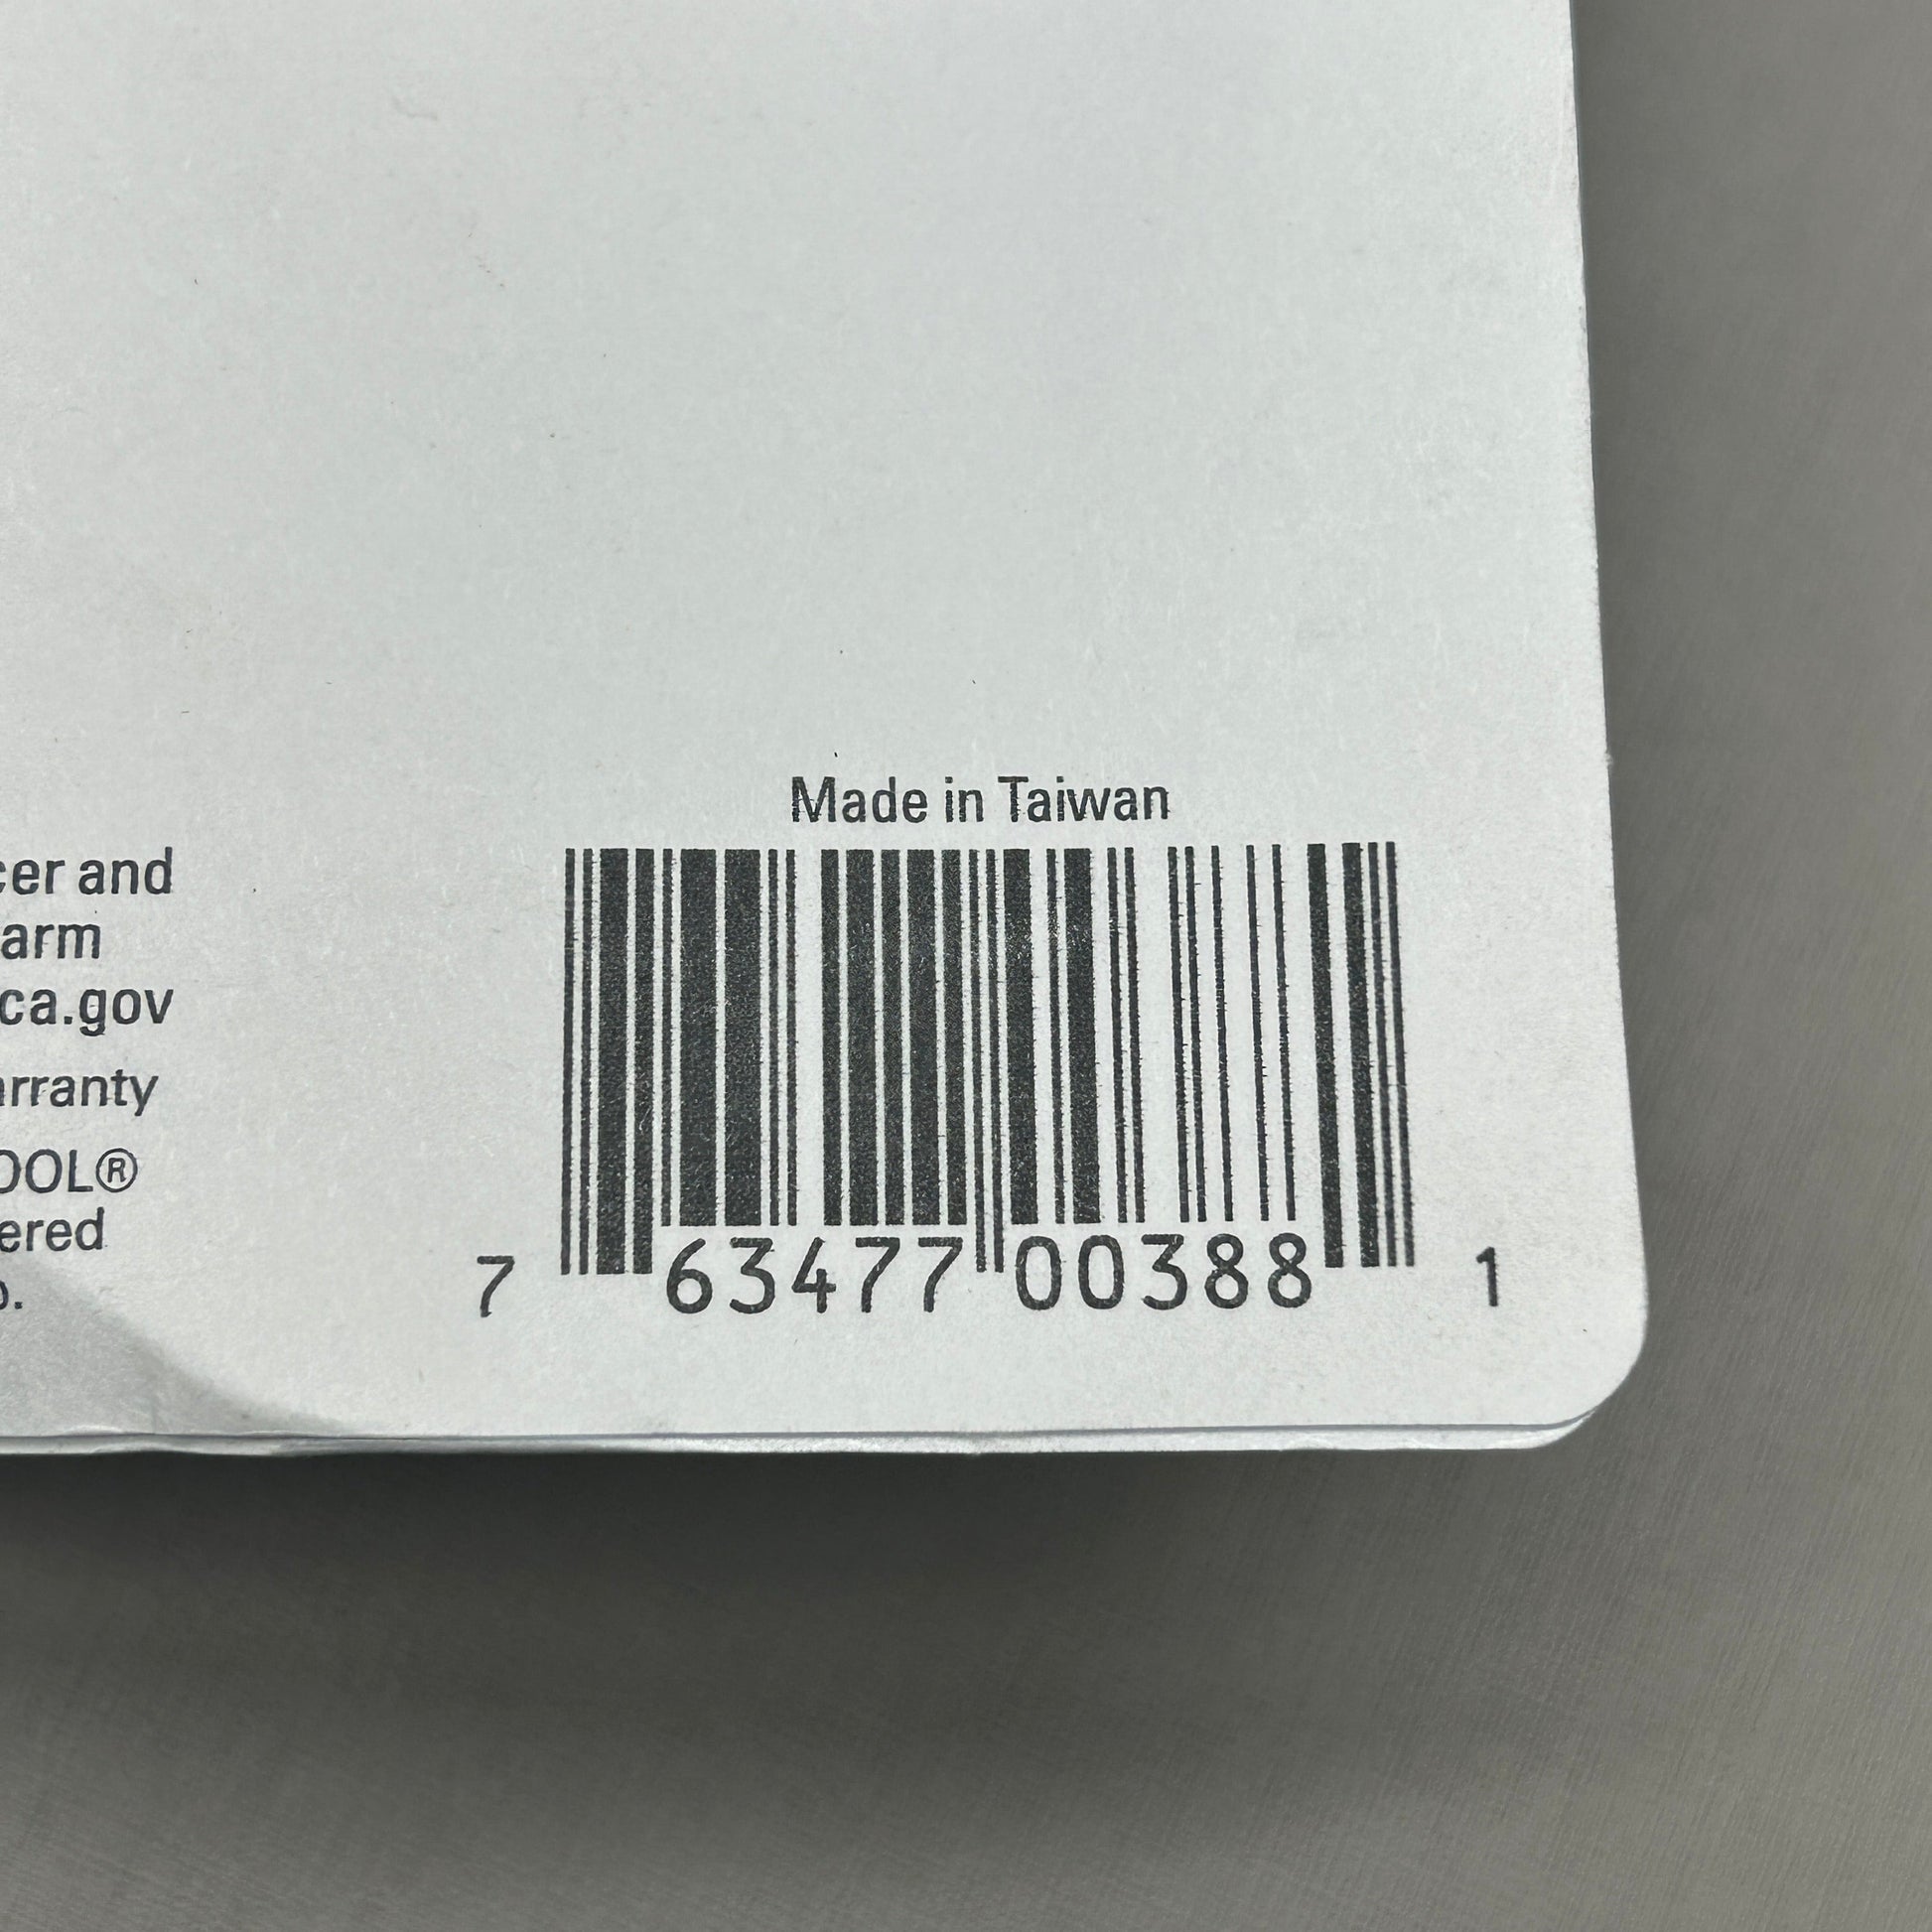 Made in Taiwan
cer and
arm
ca.gov
arranty
OOL®
ered
o.
7 63477 00388 1